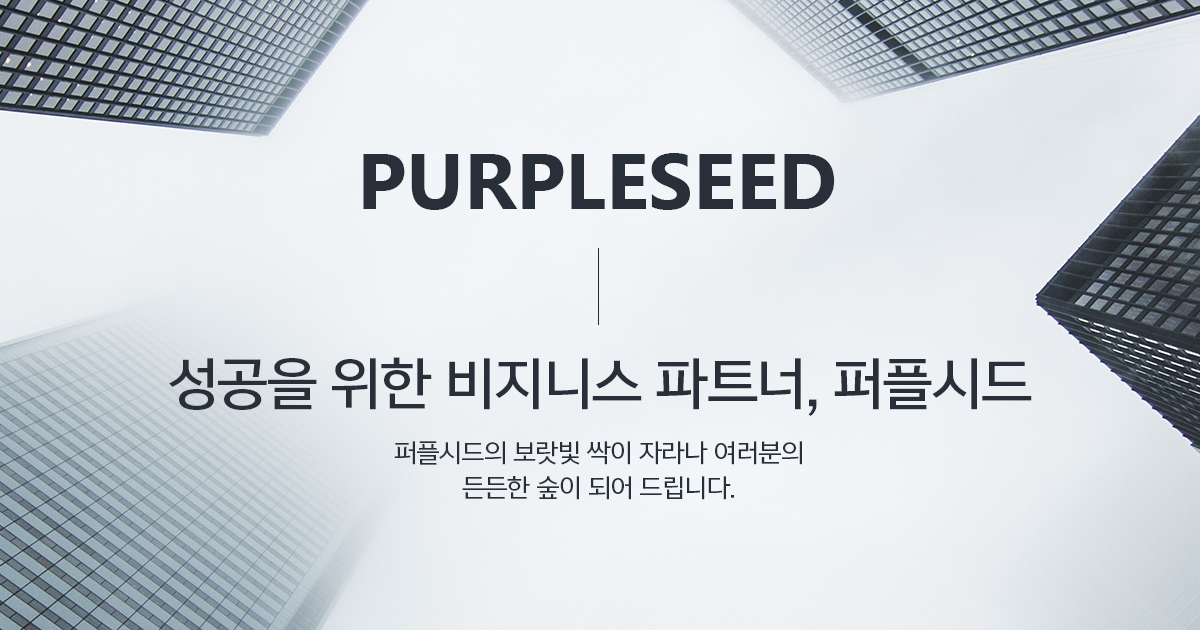 PURPLESEED
성공을 위한 비지니스 파트너, 퍼플시드
퍼플시드의 보랏빛 싹이 자라나 여러분의
든든한 숲이 되어 드립니다.